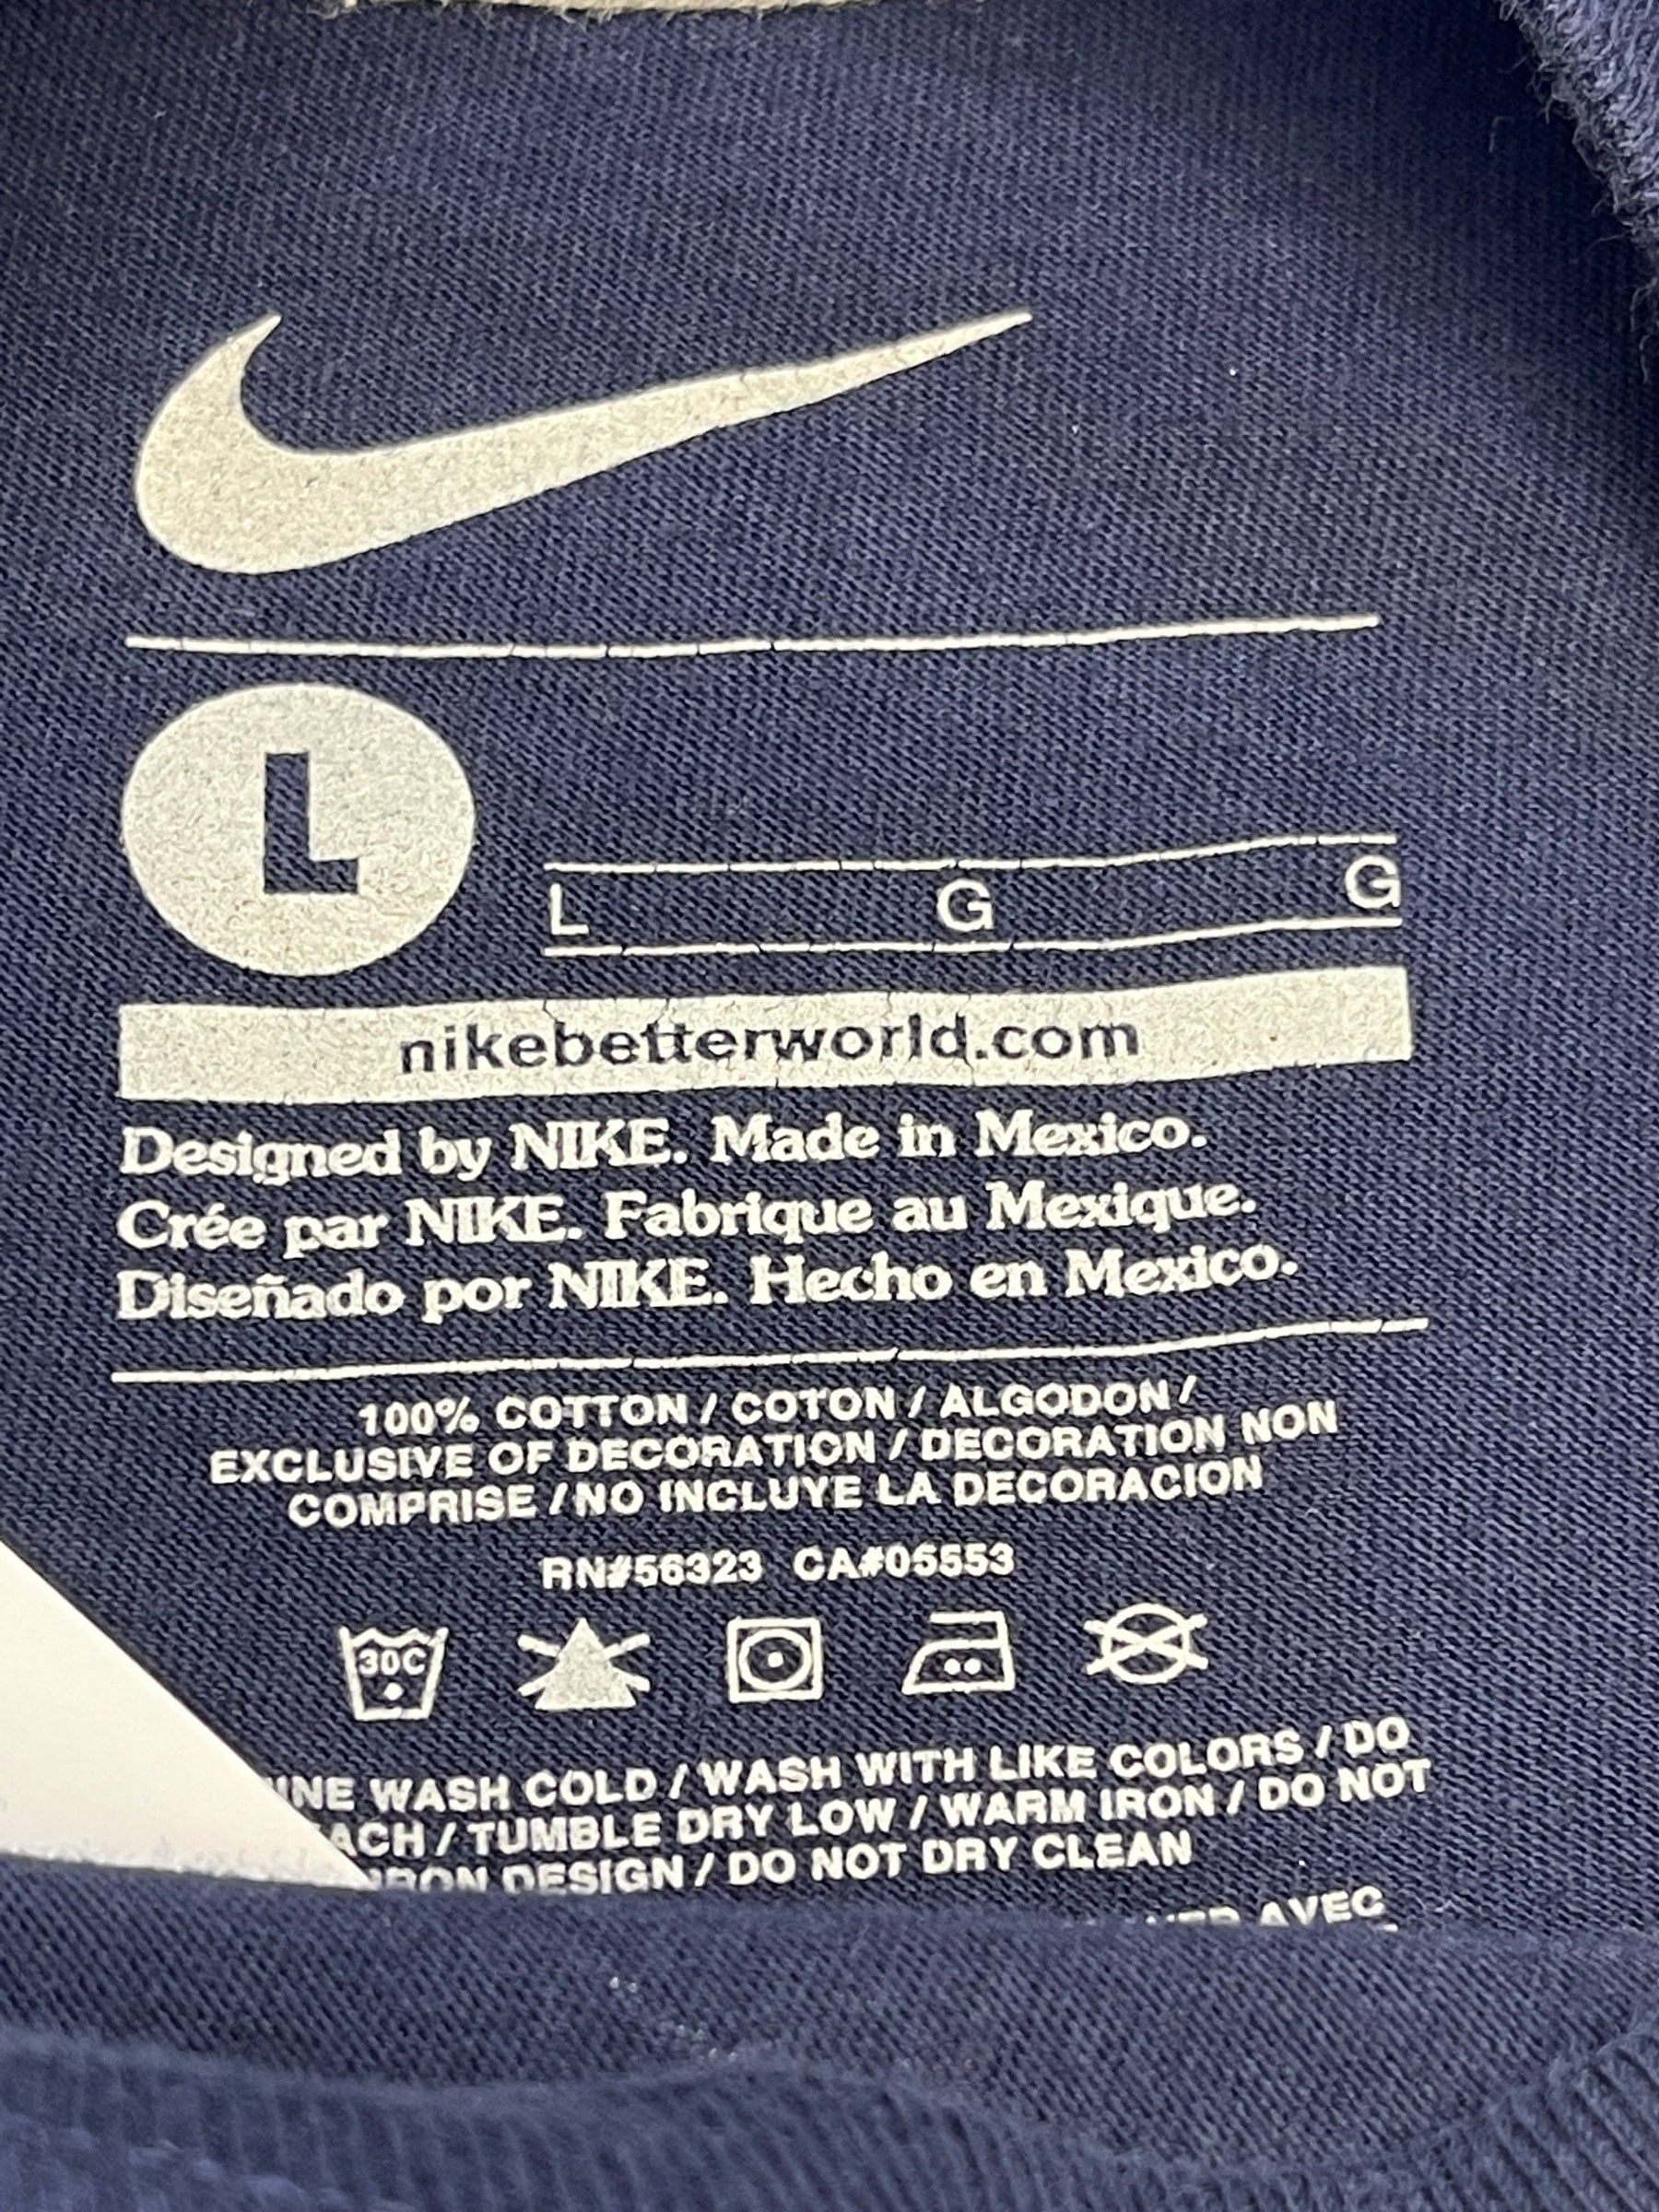 L
L G G
nikebetterworld.com
Designed by NIKE. Made in Mexico.
Crée par NIKE. Fabrique au Mexique.
Diseñado por NIKE. Hecho en Mexico.
100% COTTON / COTON / ALGODON /
EXCLUSIVE OF DECORATION / DECORATION NON
COMPRISE / NO INCLUYE LA DECORACION
RN#56323 CA#05553
30C
WASH COLD / WASH WITH LIKE COLORS / DO
/ TUMBLE DRY LOW / WARM IRON / DO NOT
IRON DESIGN / DO NOT DRY CLEAN
AVEC